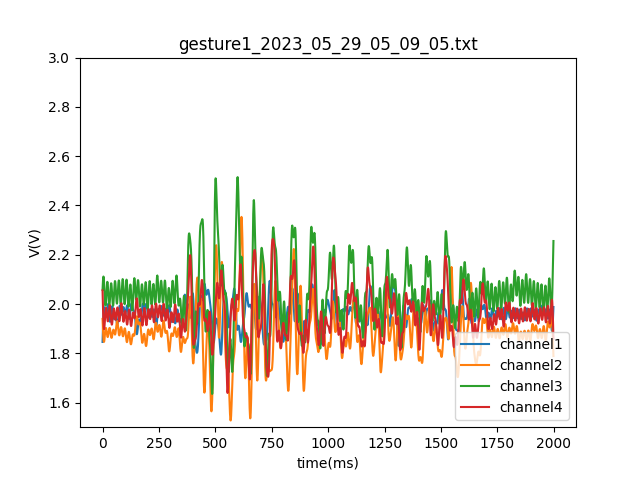 gesture1_2023_05_29_05_09_05.txt
3.0
2.8
2.6
2.4
2.2
2.0
1.8
1.6
V(V)
channel1
channel2
channel3
channel4
0 250 500 750 1000 1250 1500 1750 2000
time(ms)